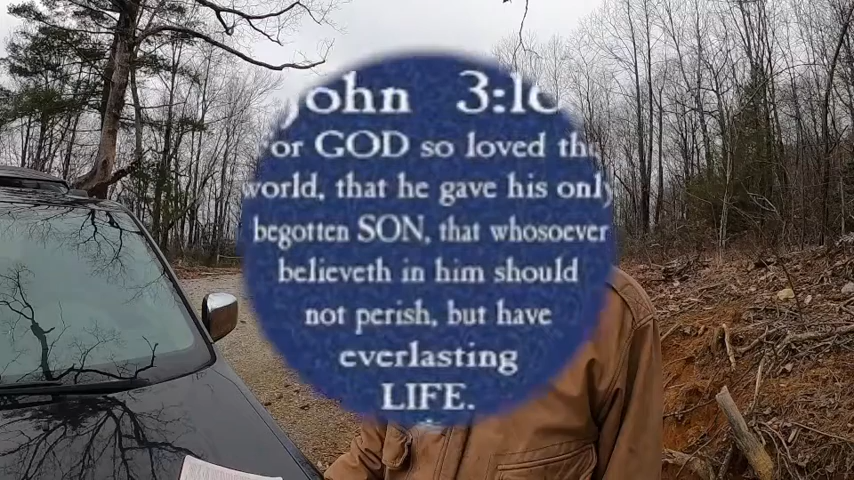 John 3:16
For GOD so loved the
world, that he gave his only
begotten SON, that whosoever
believeth in him should
not perish, but have
everlasting
LIFE.